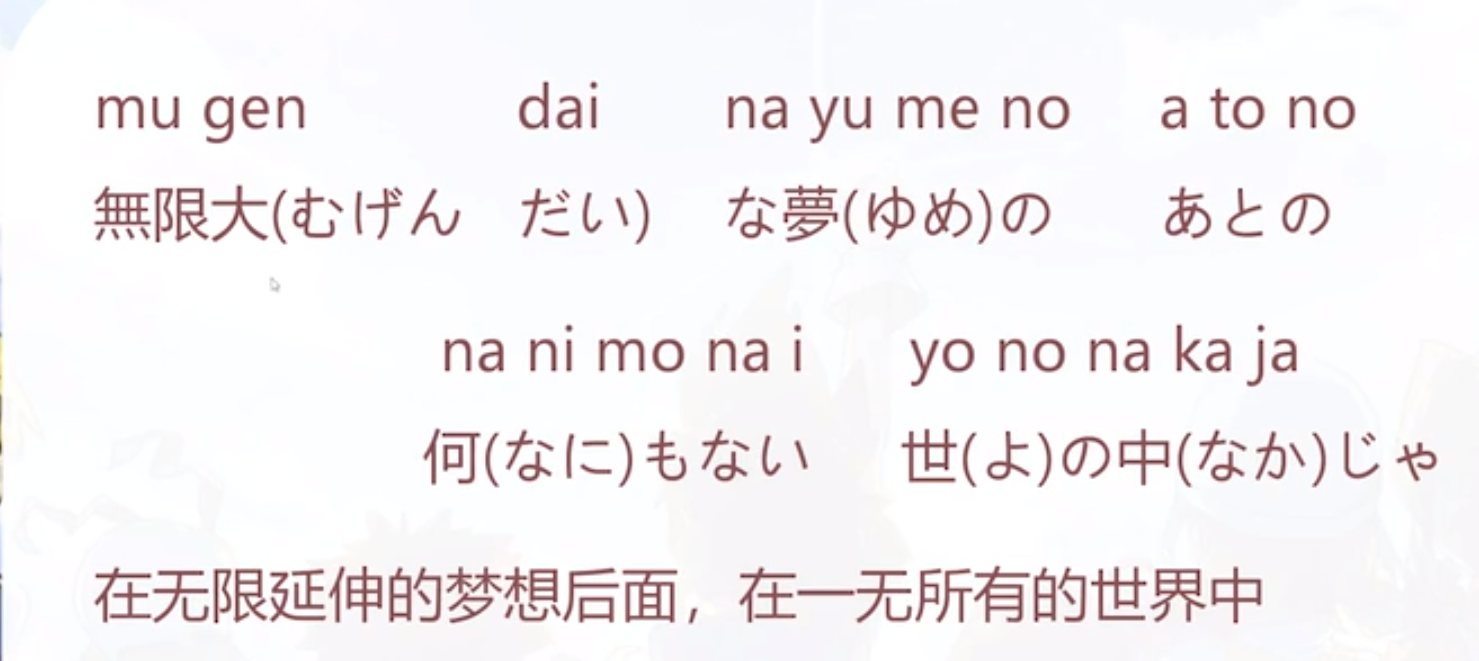 mu gen dai na yu me no a to no
無限大(むげん だい) な夢(ゆめ)の あとの
na ni mo na i yo no na ka ja
何(なに)もない 世(よ)の中(なか)じゃ
在无限延伸的梦想后面，在一无所有的世界中